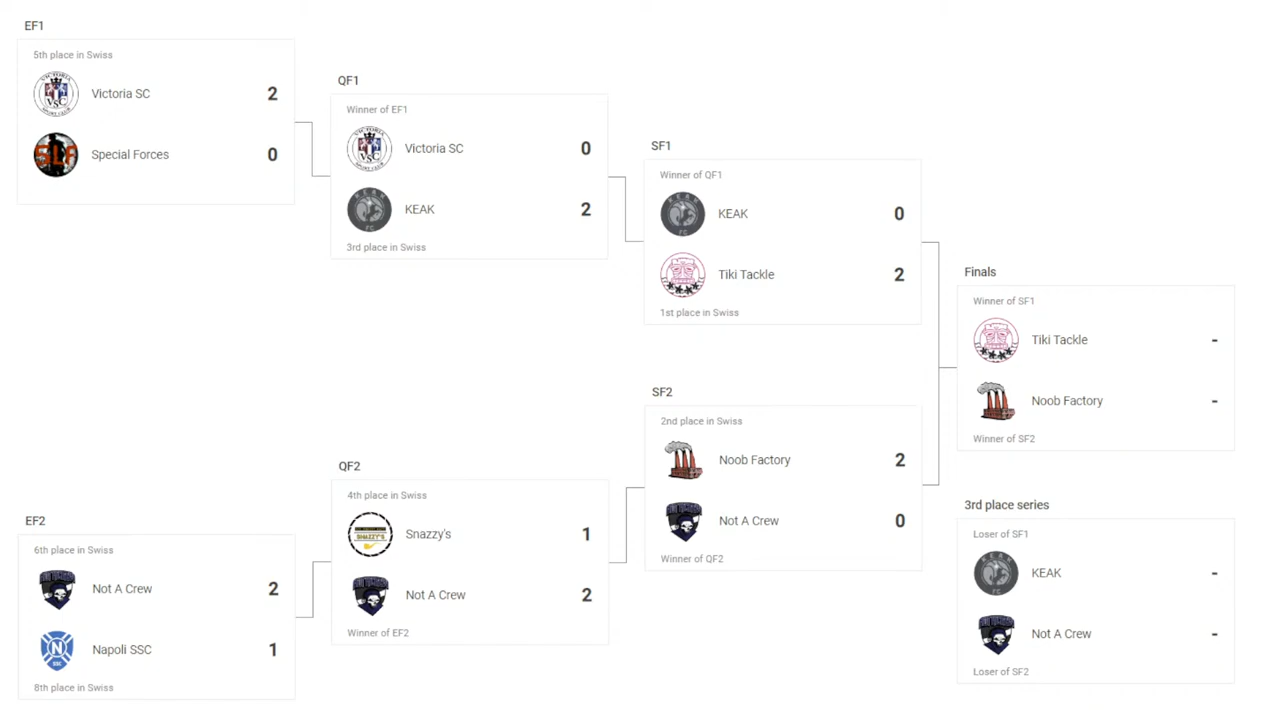 EF1
5th place in Swiss
Victoria SC 2
Special Forces 0
QF1
Winner of EF1
Victoria SC 0
KEAK 2
3rd place in Swiss
SF1
Winner of QF1
KEAK 0
Tiki Tackle 2
1st place in Swiss
Finals
Winner of SF1
Tiki Tackle -
Noob Factory -
Winner of SF2
SF2
2nd place in Swiss
Noob Factory 2
Not A Crew 0
Winner of QF2
QF2
4th place in Swiss
Snazzy's 1
Not A Crew 2
Winner of EF2
EF2
6th place in Swiss
Not A Crew 2
Napoli SSC 1
8th place in Swiss
3rd place series
Loser of SF1
KEAK -
Not A Crew -
Loser of SF2